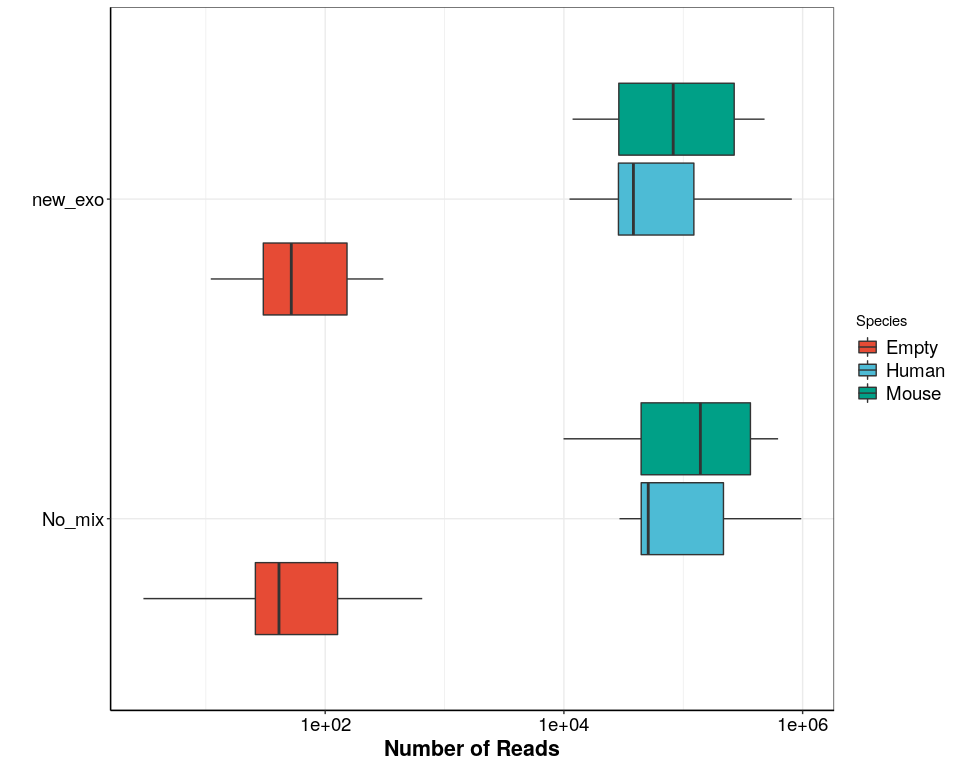 new_exo
No_mix
1e+02 1e+04 1e+06
Number of Reads
Species
Empty
Human
Mouse